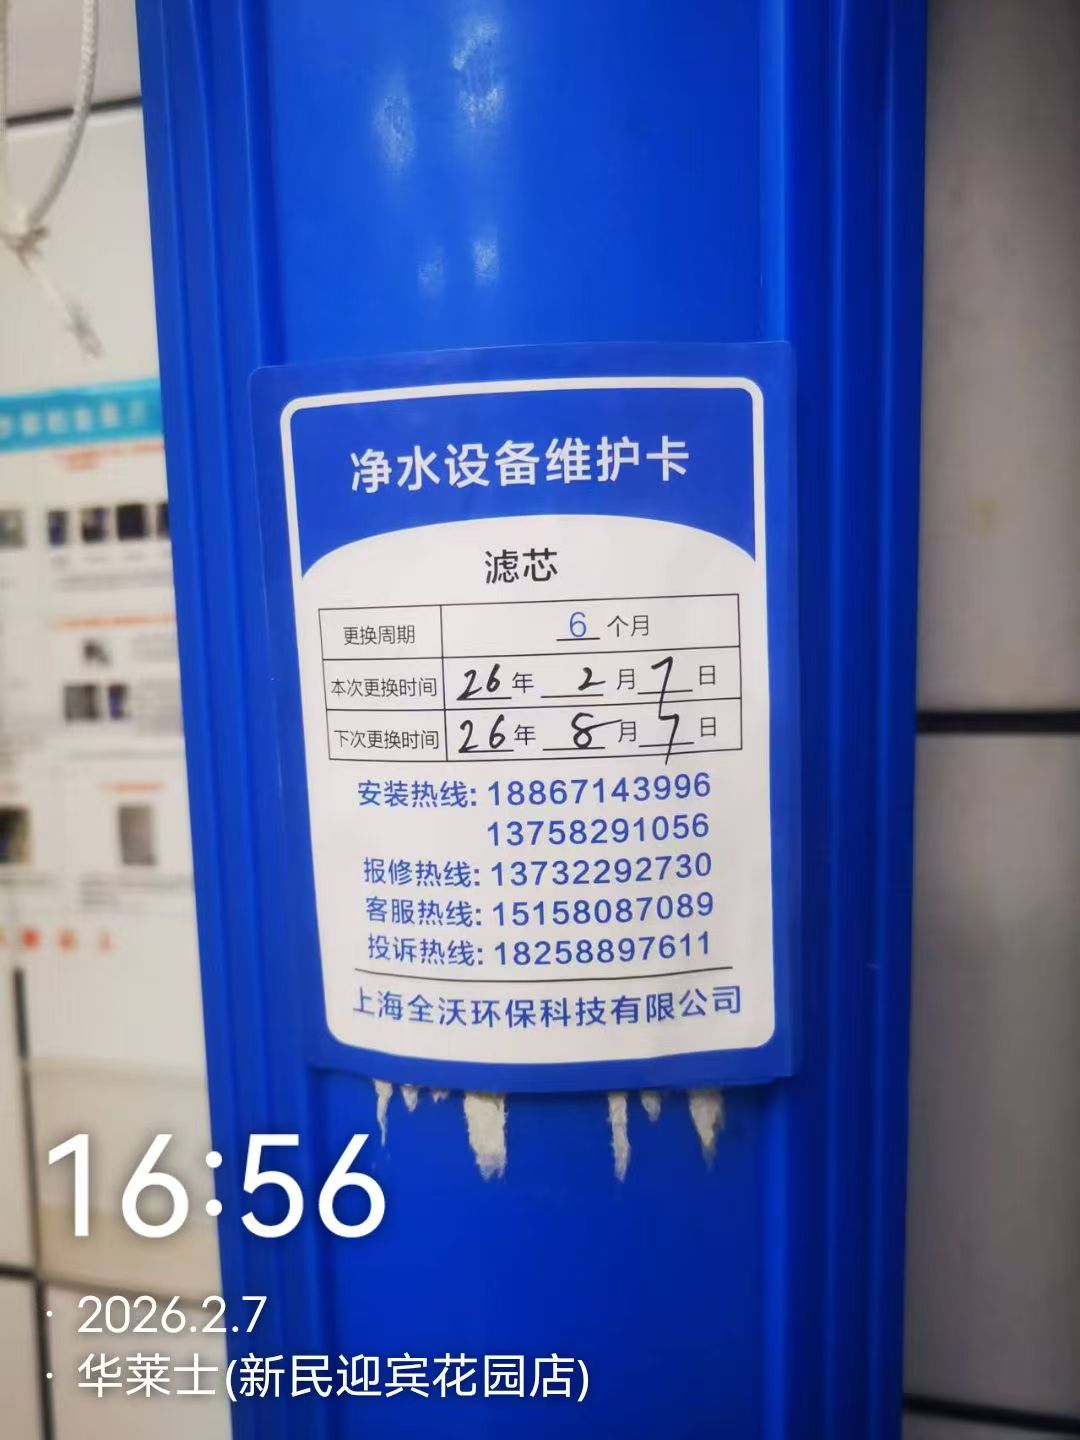 净水设备维护卡
滤芯
更换周期 6 个月
本次更换时间 26年 2月7日
下次更换时间 26年 8月7日
安装热线: 18867143996
13758291056
报修热线: 13732292730
客服热线: 15158087089
投诉热线: 18258897611
上海全沃环保科技有限公司
16:56
· 2026.2.7
· 华莱士(新民迎宾花园店)